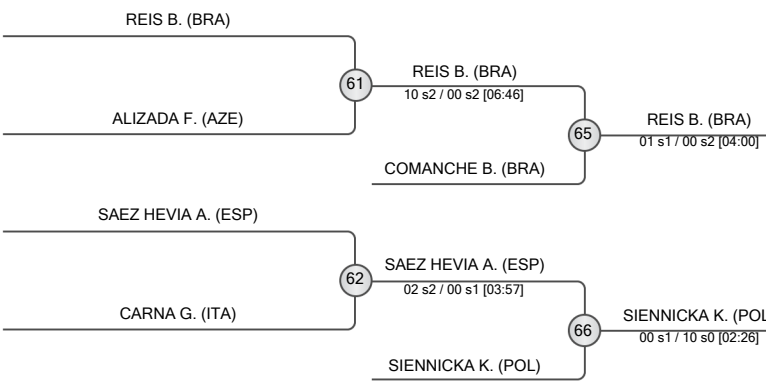 REIS B. (BRA)
61
REIS B. (BRA)
10 s2 / 00 s2 [06:46]
ALIZADA F. (AZE)
65
REIS B. (BRA)
01 s1 / 00 s2 [04:00]
COMANCHE B. (BRA)
SAEZ HEVIA A. (ESP)
62
SAEZ HEVIA A. (ESP)
02 s2 / 00 s1 [03:57]
CARNA G. (ITA)
66
SIENNICKA K. (POL
00 s1 / 10 s0 [02:26]
SIENNICKA K. (POL)